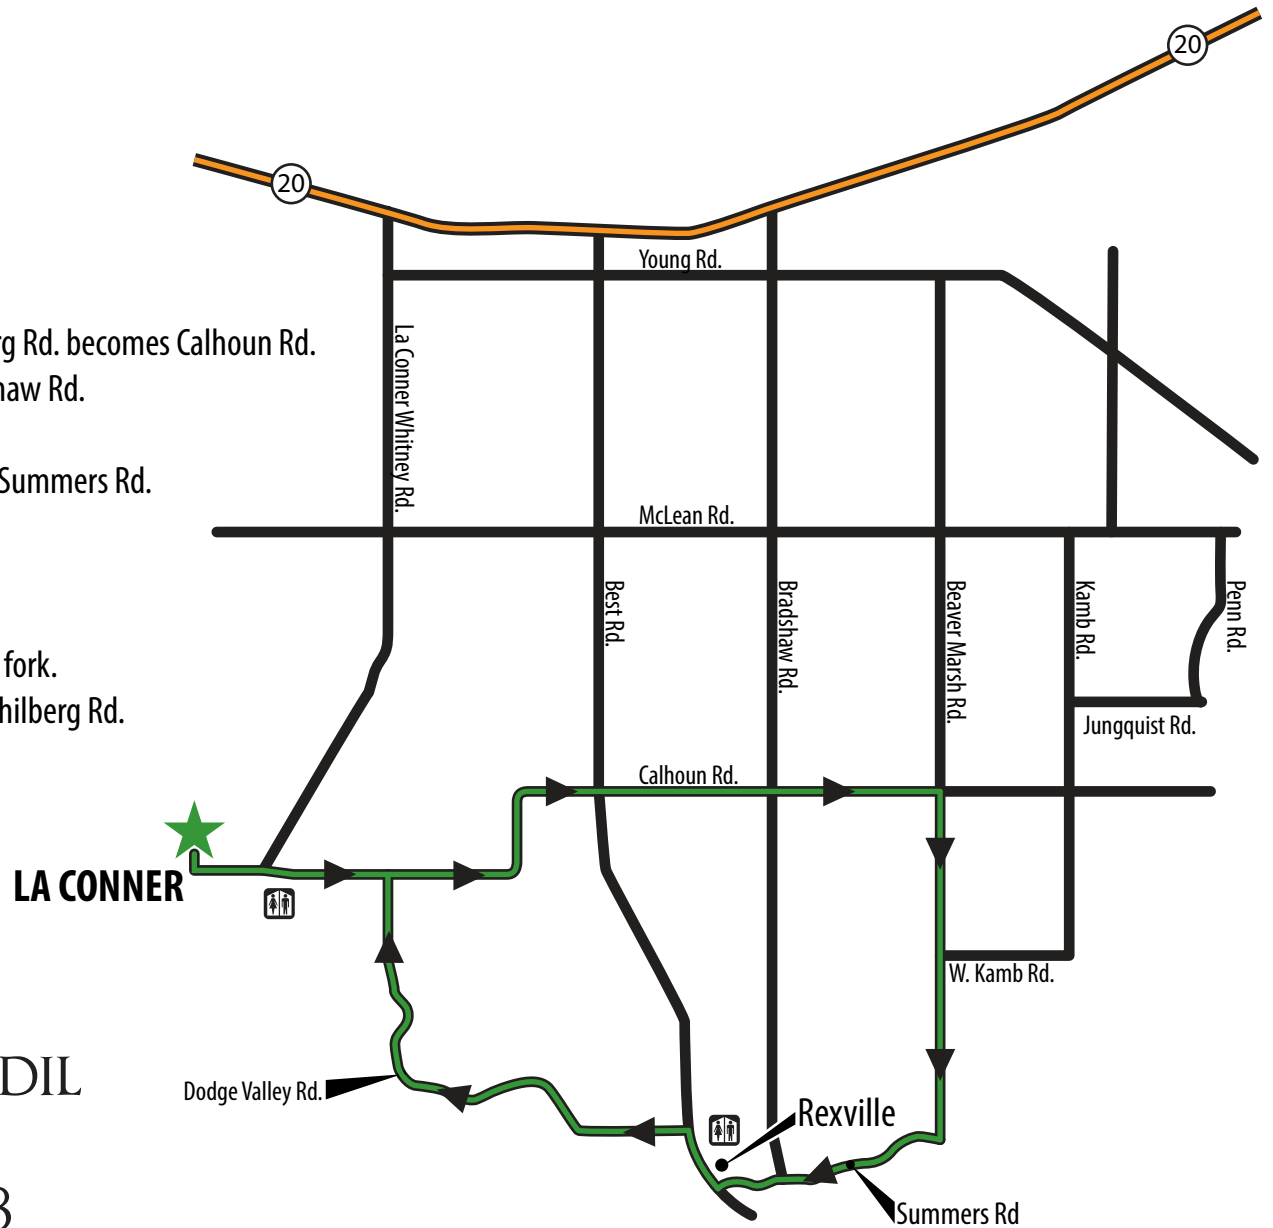 20
20
Young Rd.
La Conner Whitney Rd.
rg Rd. becomes Calhoun Rd.
haw Rd.
Summers Rd.
McLean Rd.
Best Rd.
Bradshaw Rd.
Beaver Marsh Rd.
Kamb Rd.
Penn Rd.
fork.
hilberg Rd.
Jungquist Rd.
Calhoun Rd.
LA CONNER
W. Kamb Rd.
DIL
Dodge Valley Rd.
Rexville
3
Summers Rd